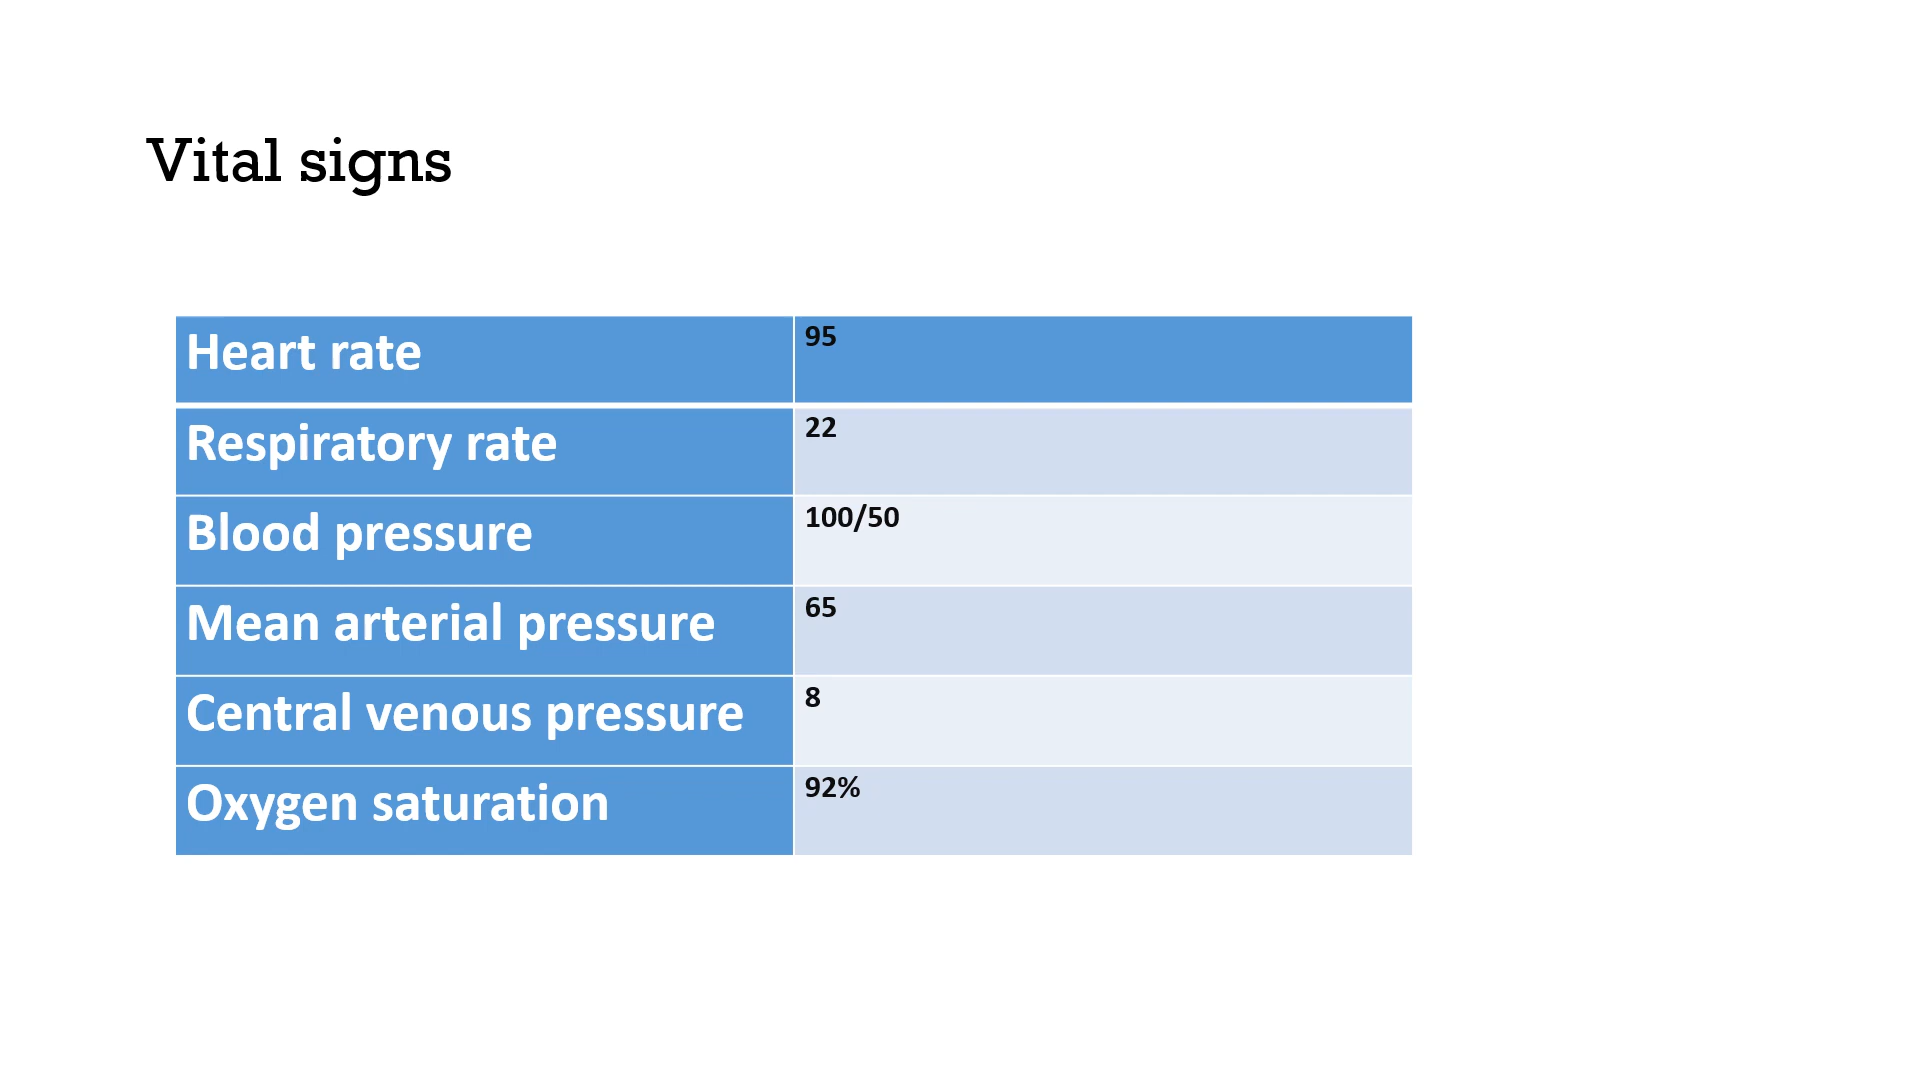 Vital signs
Heart rate 95
Respiratory rate 22
Blood pressure 100/50
Mean arterial pressure 65
Central venous pressure 8
Oxygen saturation 92%